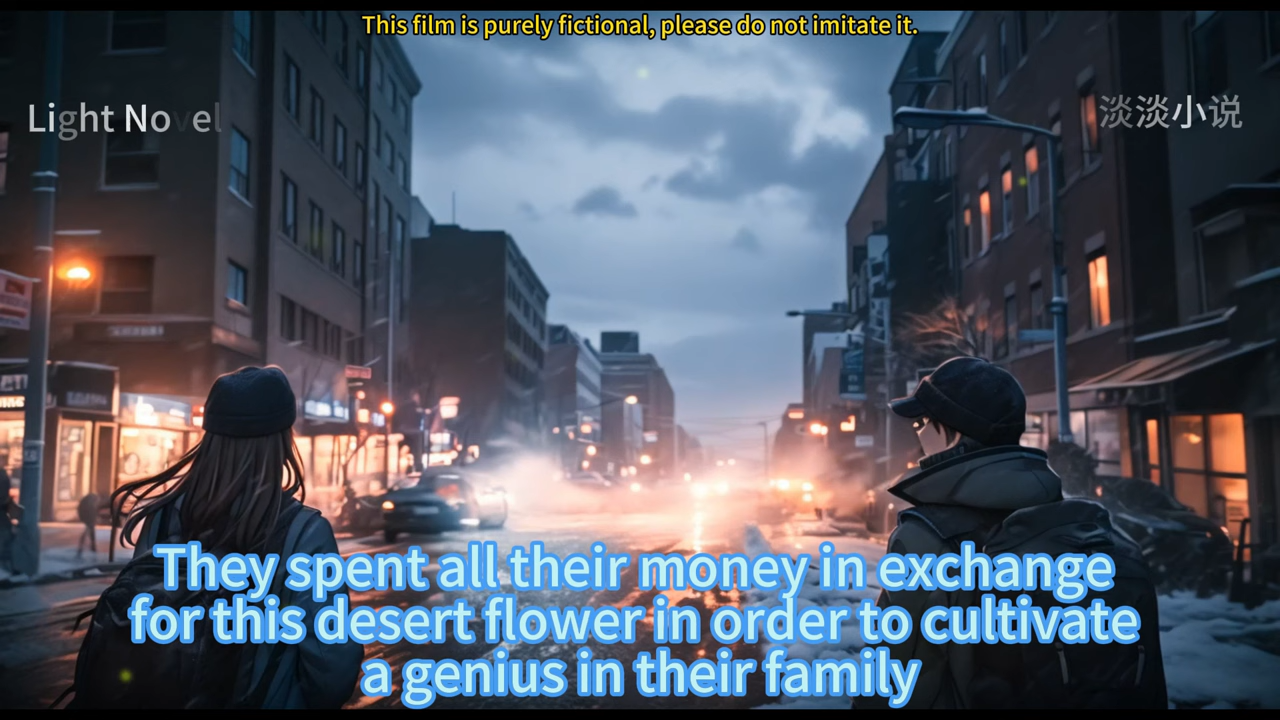 This film is purely fictional, please do not imitate it.
Light Novel
淡淡小说
They spent all their money in exchange
for this desert flower in order to cultivate
a genius in their family